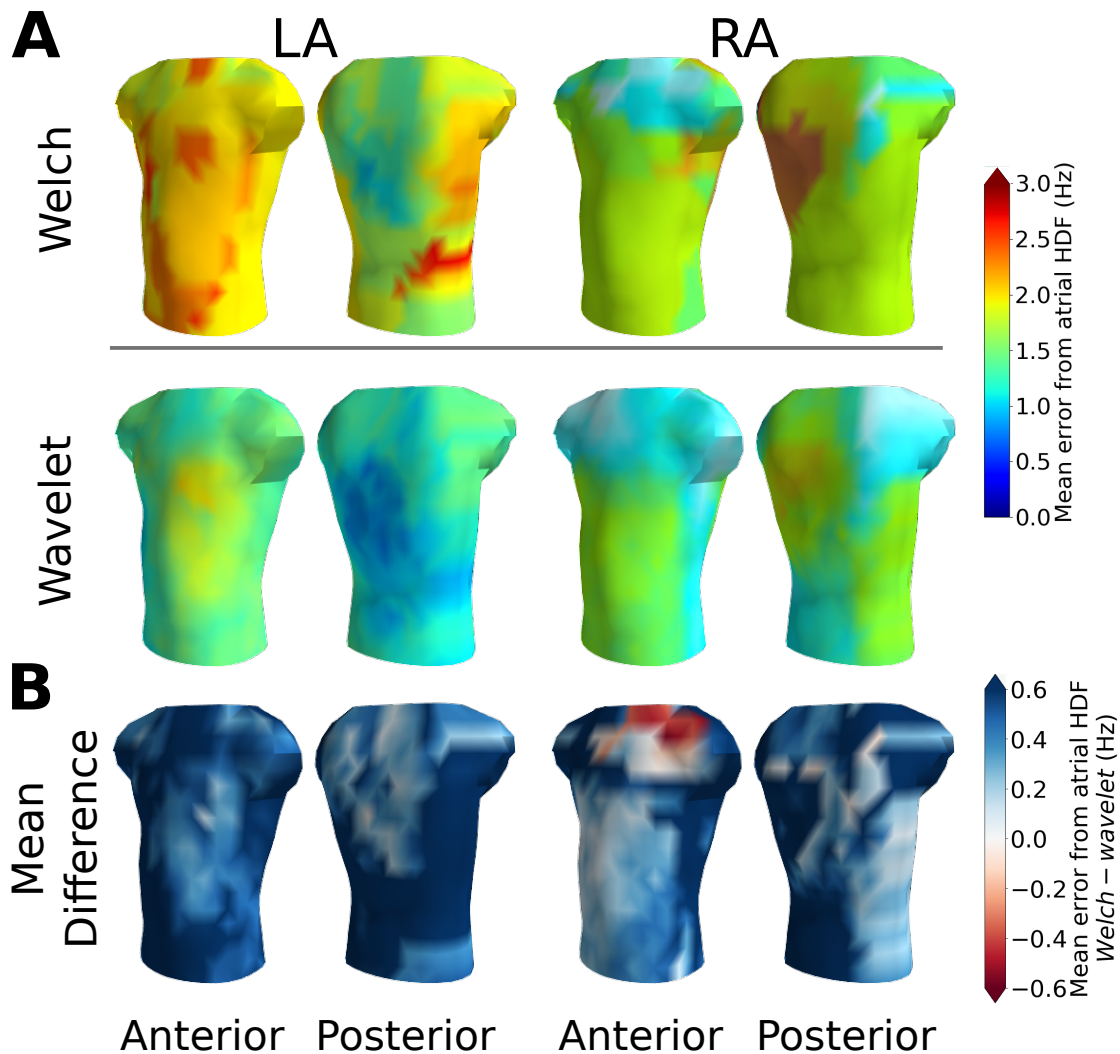 A
LA
RA
Welch
Wavelet
3.0
2.5
2.0
1.5
1.0
0.5
0.0
Mean error from atrial HDF (Hz)
B
Mean
Difference
0.6
0.4
0.2
0.0
−0.2
−0.4
−0.6
Mean error from atrial HDF
Welch − wavelet (Hz)
Anterior
Posterior
Anterior
Posterior